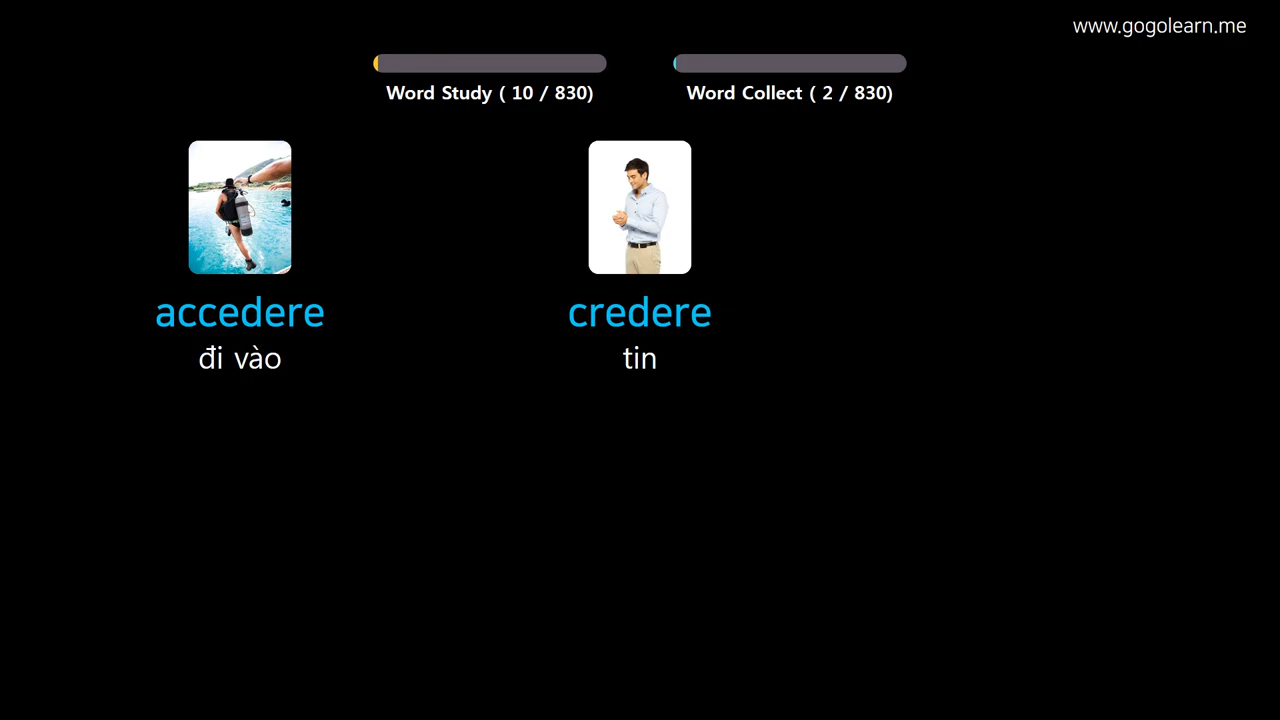 www.gogolearn.me
Word Study ( 10 / 830)
Word Collect ( 2 / 830)
accedere
đi vào
credere
tin